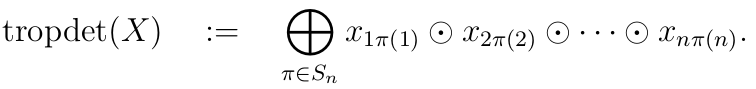 tropdet(X) := ⨁_{π∈S_n} x_{1π(1)} ⊙ x_{2π(2)} ⊙ ··· ⊙ x_{nπ(n)}.